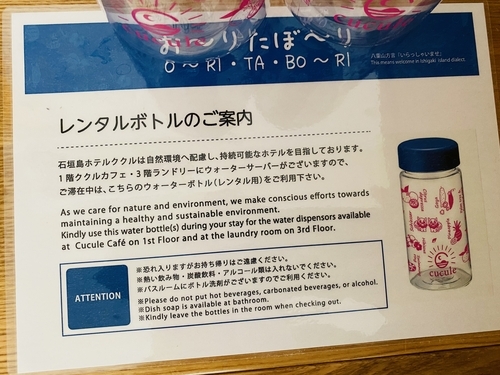 お〜りたぼ〜り
O〜RI・TA・BO〜RI
八重山方言「いらっしゃいませ」
This means welcome in Ishigaki island dialect.
レンタルボトルのご案内
石垣島ホテルククルは自然環境へ配慮し、持続可能なホテルを目指しております。
1階ククルカフェ・3階ランドリーにウォーターサーバーがございますので、
ご滞在中は、こちらのウォーターボトル(レンタル用)をご利用下さい。
As we care for nature and environment, we make conscious efforts towards
maintaining a healthy and sustainable environment.
Kindly use this water bottle(s) during your stay for the water dispensors available
at Cucule Café on 1st Floor and at the laundry room on 3rd Floor.
ATTENTION
※恐れ入りますがお持ち帰りはご遠慮ください。
※熱い飲み物・炭酸飲料・アルコール類は入れないでください。
※バスルームにボトル洗剤がございますのでご利用ください。
※Please do not put hot beverages, carbonated beverages, or alcohol.
※Dish soap is available at bathroom.
※Kindly leave the bottles in the room when checking out.
cucule